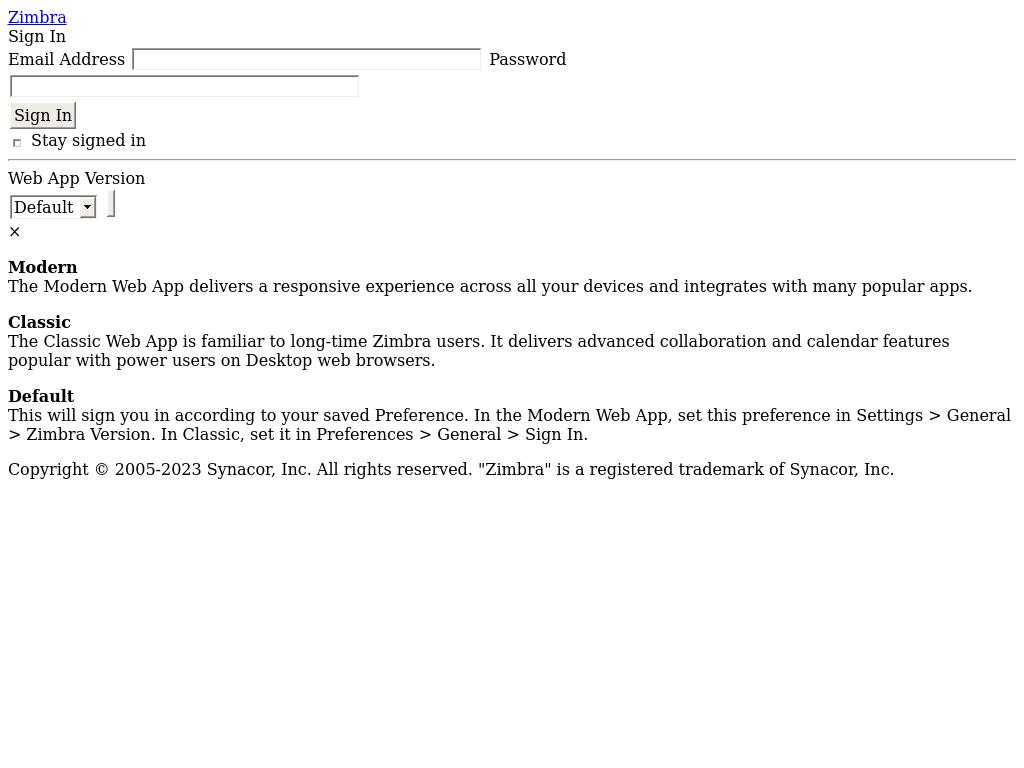 Zimbra
Sign In
Email Address Password
Sign In
Stay signed in
Web App Version
Default
×
Modern
The Modern Web App delivers a responsive experience across all your devices and integrates with many popular apps.
Classic
The Classic Web App is familiar to long-time Zimbra users. It delivers advanced collaboration and calendar features
popular with power users on Desktop web browsers.
Default
This will sign you in according to your saved Preference. In the Modern Web App, set this preference in Settings > General
> Zimbra Version. In Classic, set it in Preferences > General > Sign In.
Copyright © 2005-2023 Synacor, Inc. All rights reserved. "Zimbra" is a registered trademark of Synacor, Inc.